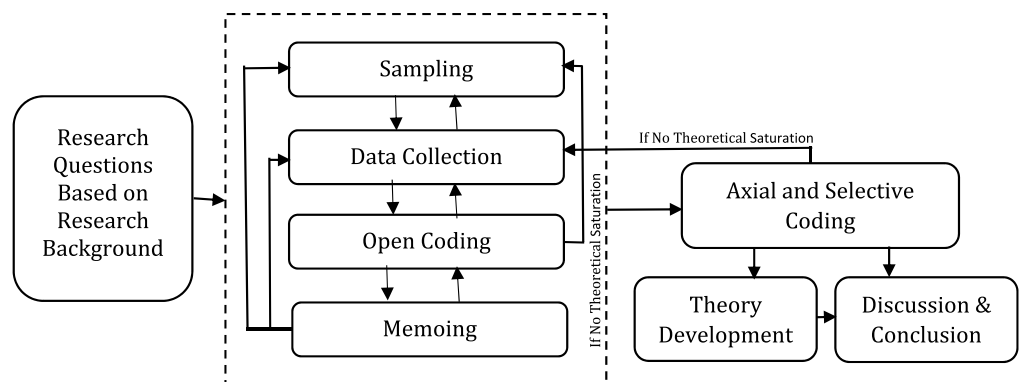 Research
Questions
Based on
Research
Background
Sampling
Data Collection
Open Coding
Memoing
If No Theoretical Saturation
If No Theoretical Saturation
Axial and Selective
Coding
Theory
Development
Discussion &
Conclusion